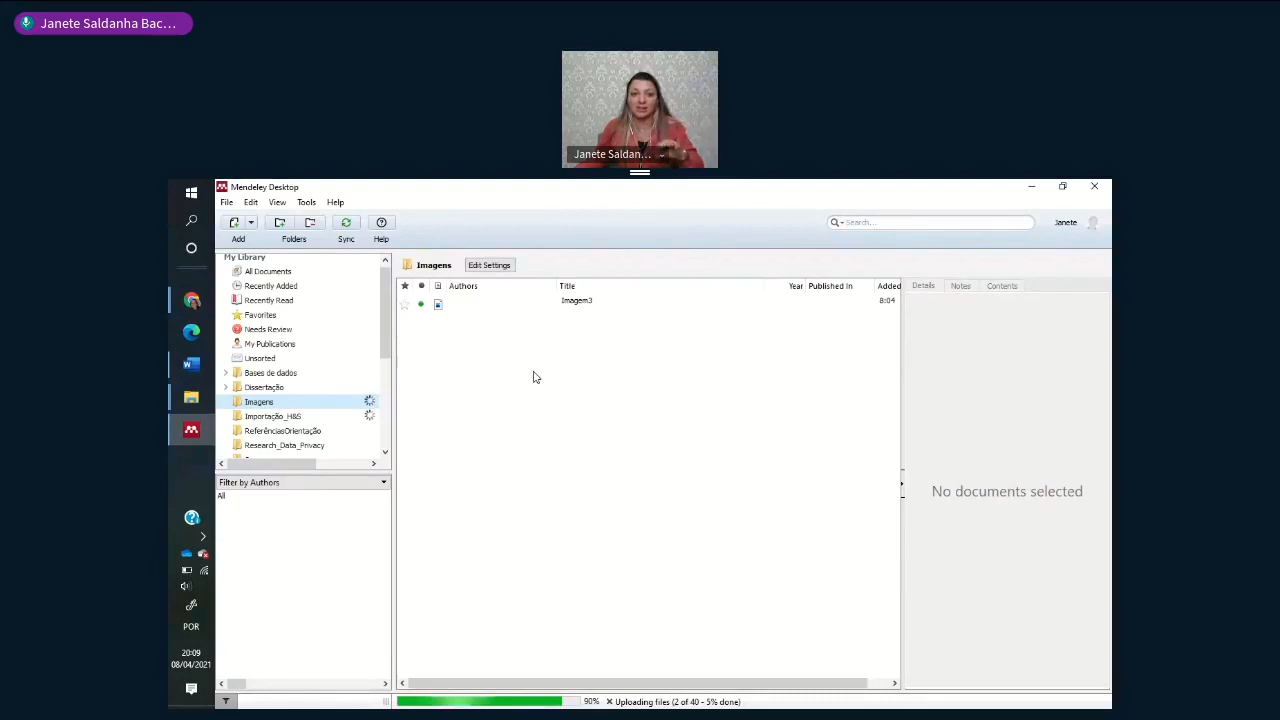 Janete Saldanha Bac...
Janete Saldan...
Mendeley Desktop
File Edit View Tools Help
Search...
Janete
Add Folders Sync Help
My Library
All Documents
Recently Added
Recently Read
Favorites
Needs Review
My Publications
Unsorted
Bases de dados
Dissertação
Imagens
Importação_H&S
ReferênciasOrientação
Research_Data_Privacy
Filter by Authors
All
Imagens Edit Settings
Authors Title Year Published In Added
Imagem3 8:04
Details Notes Contents
No documents selected
POR
20:09
08/04/2021
90% Uploading files (2 of 40 - 5% done)